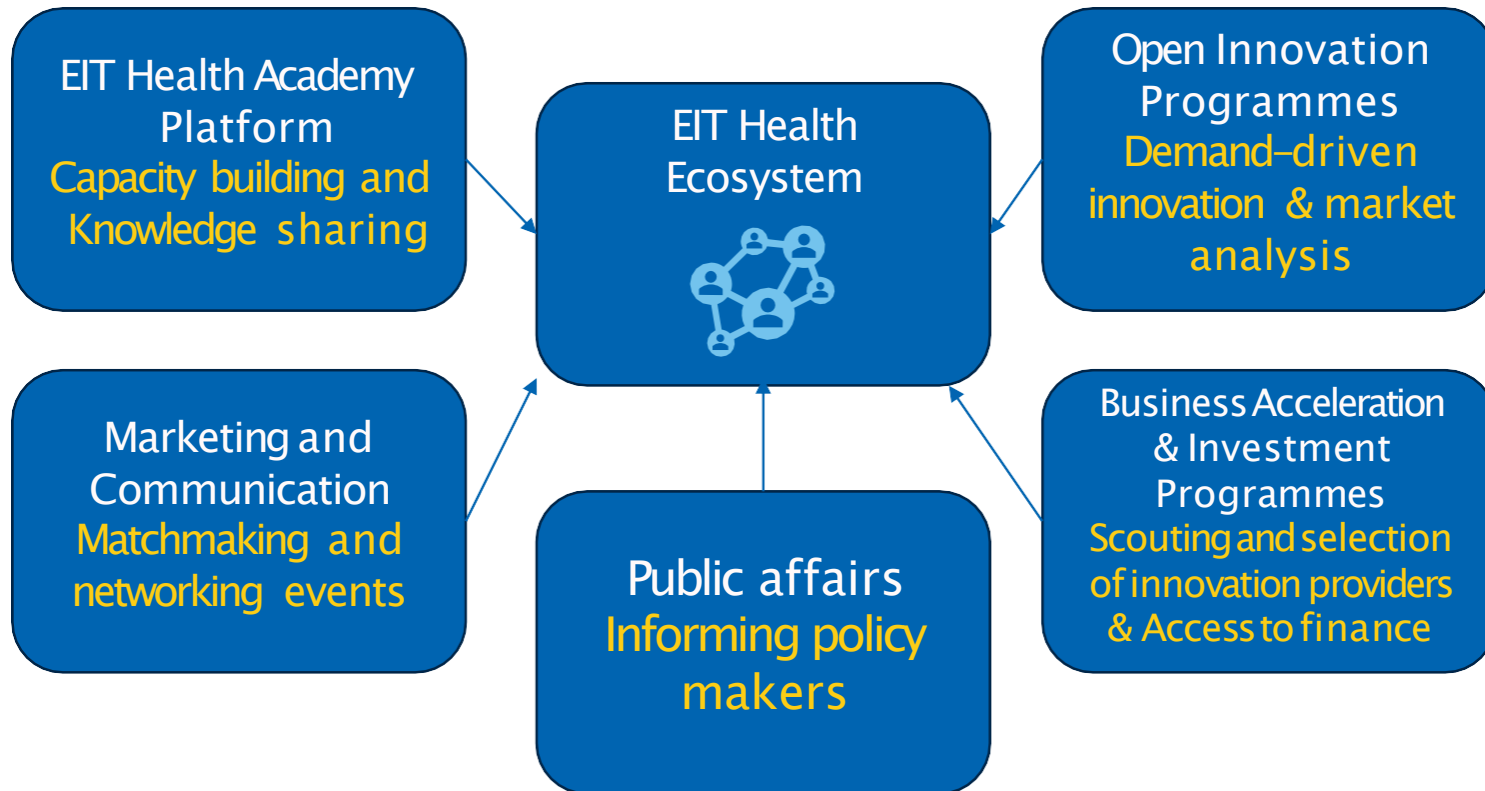 EIT Health Academy
Platform
Capacity building and
Knowledge sharing
EIT Health
Ecosystem
Open Innovation
Programmes
Demand–driven
innovation & market
analysis
Marketing and
Communication
Matchmaking and
networking events
Public affairs
Informing policy
makers
Business Acceleration
& Investment
Programmes
Scouting and selection
of innovation providers
& Access to finance